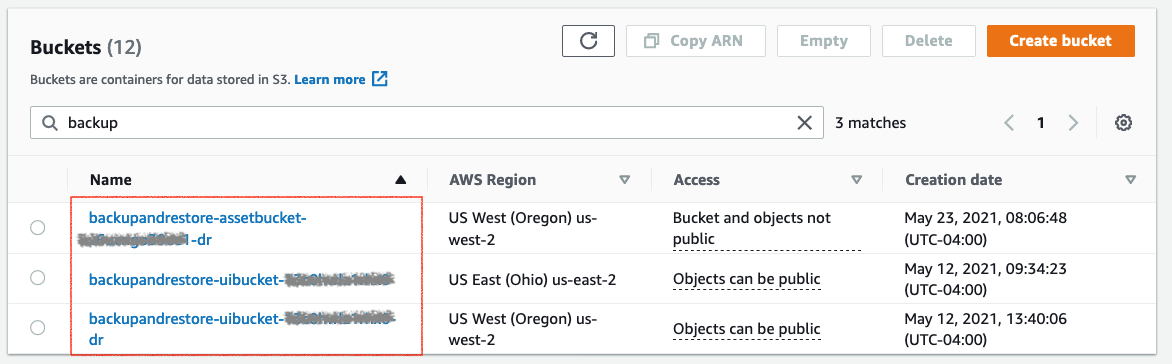 Buckets (12)
Copy ARN
Empty
Delete
Create bucket
Buckets are containers for data stored in S3. Learn more
backup
3 matches
1
Name
AWS Region
Access
Creation date
backupandrestore-assetbucket-
1-dr
US West (Oregon) us-
west-2
Bucket and objects not
public
May 23, 2021, 08:06:48
(UTC-04:00)
backupandrestore-uibucket-
US East (Ohio) us-east-2
Objects can be public
May 12, 2021, 09:34:23
(UTC-04:00)
backupandrestore-uibucket-
dr
US West (Oregon) us-
west-2
Objects can be public
May 12, 2021, 13:40:06
(UTC-04:00)